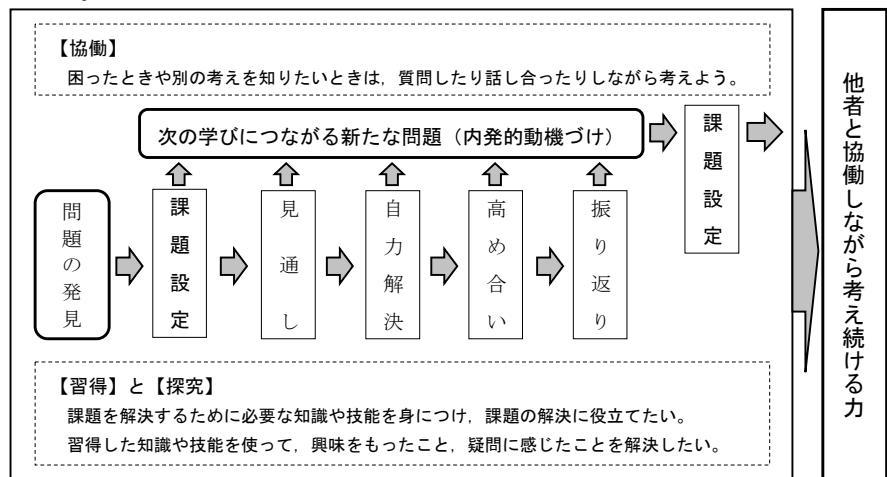 【協働】
困ったときや別の考えを知りたいときは，質問したり話し合ったりしながら考えよう。
次の学びにつながる新たな問題（内発的動機づけ）
課題設定
問題の発見
課題設定
見通し
自力解決
高め合い
振り返り
【習得】と【探究】
課題を解決するために必要な知識や技能を身につけ，課題の解決に役立てたい。
習得した知識や技能を使って，興味をもったこと，疑問に感じたことを解決したい。
他者と協働しながら考え続ける力